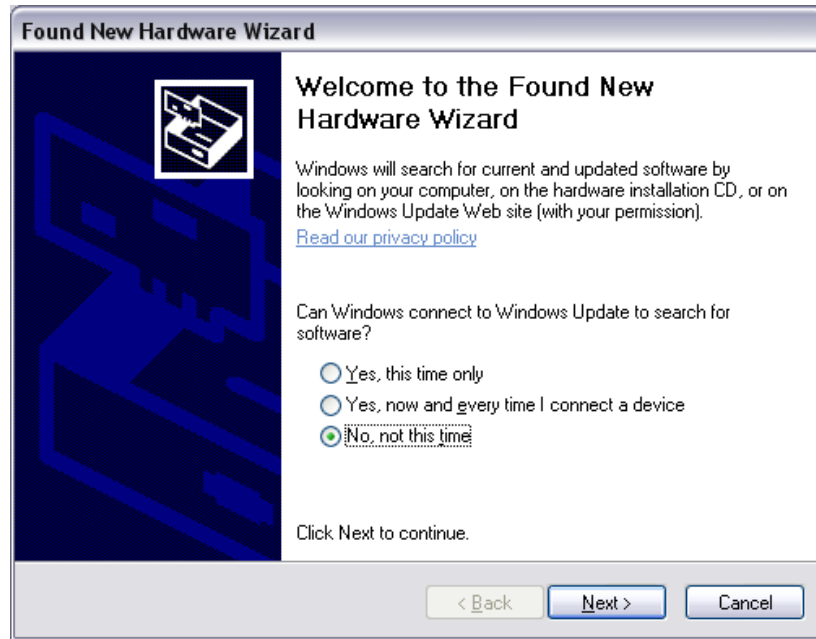 Found New Hardware Wizard
Welcome to the Found New
Hardware Wizard
Windows will search for current and updated software by
looking on your computer, on the hardware installation CD, or on
the Windows Update Web site (with your permission).
Read our privacy policy
Can Windows connect to Windows Update to search for
software?
Yes, this time only
Yes, now and every time I connect a device
No, not this time
Click Next to continue.
< Back Next > Cancel